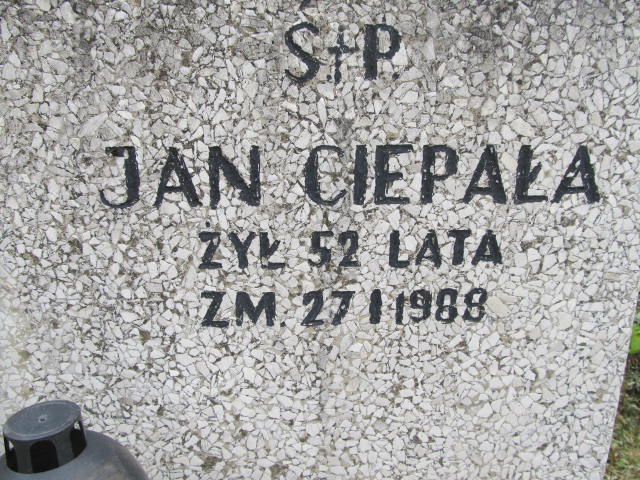 Ś.†P.
JAN CIEPAŁA
ŻYŁ 52 LATA
ZM. 27 I 1988